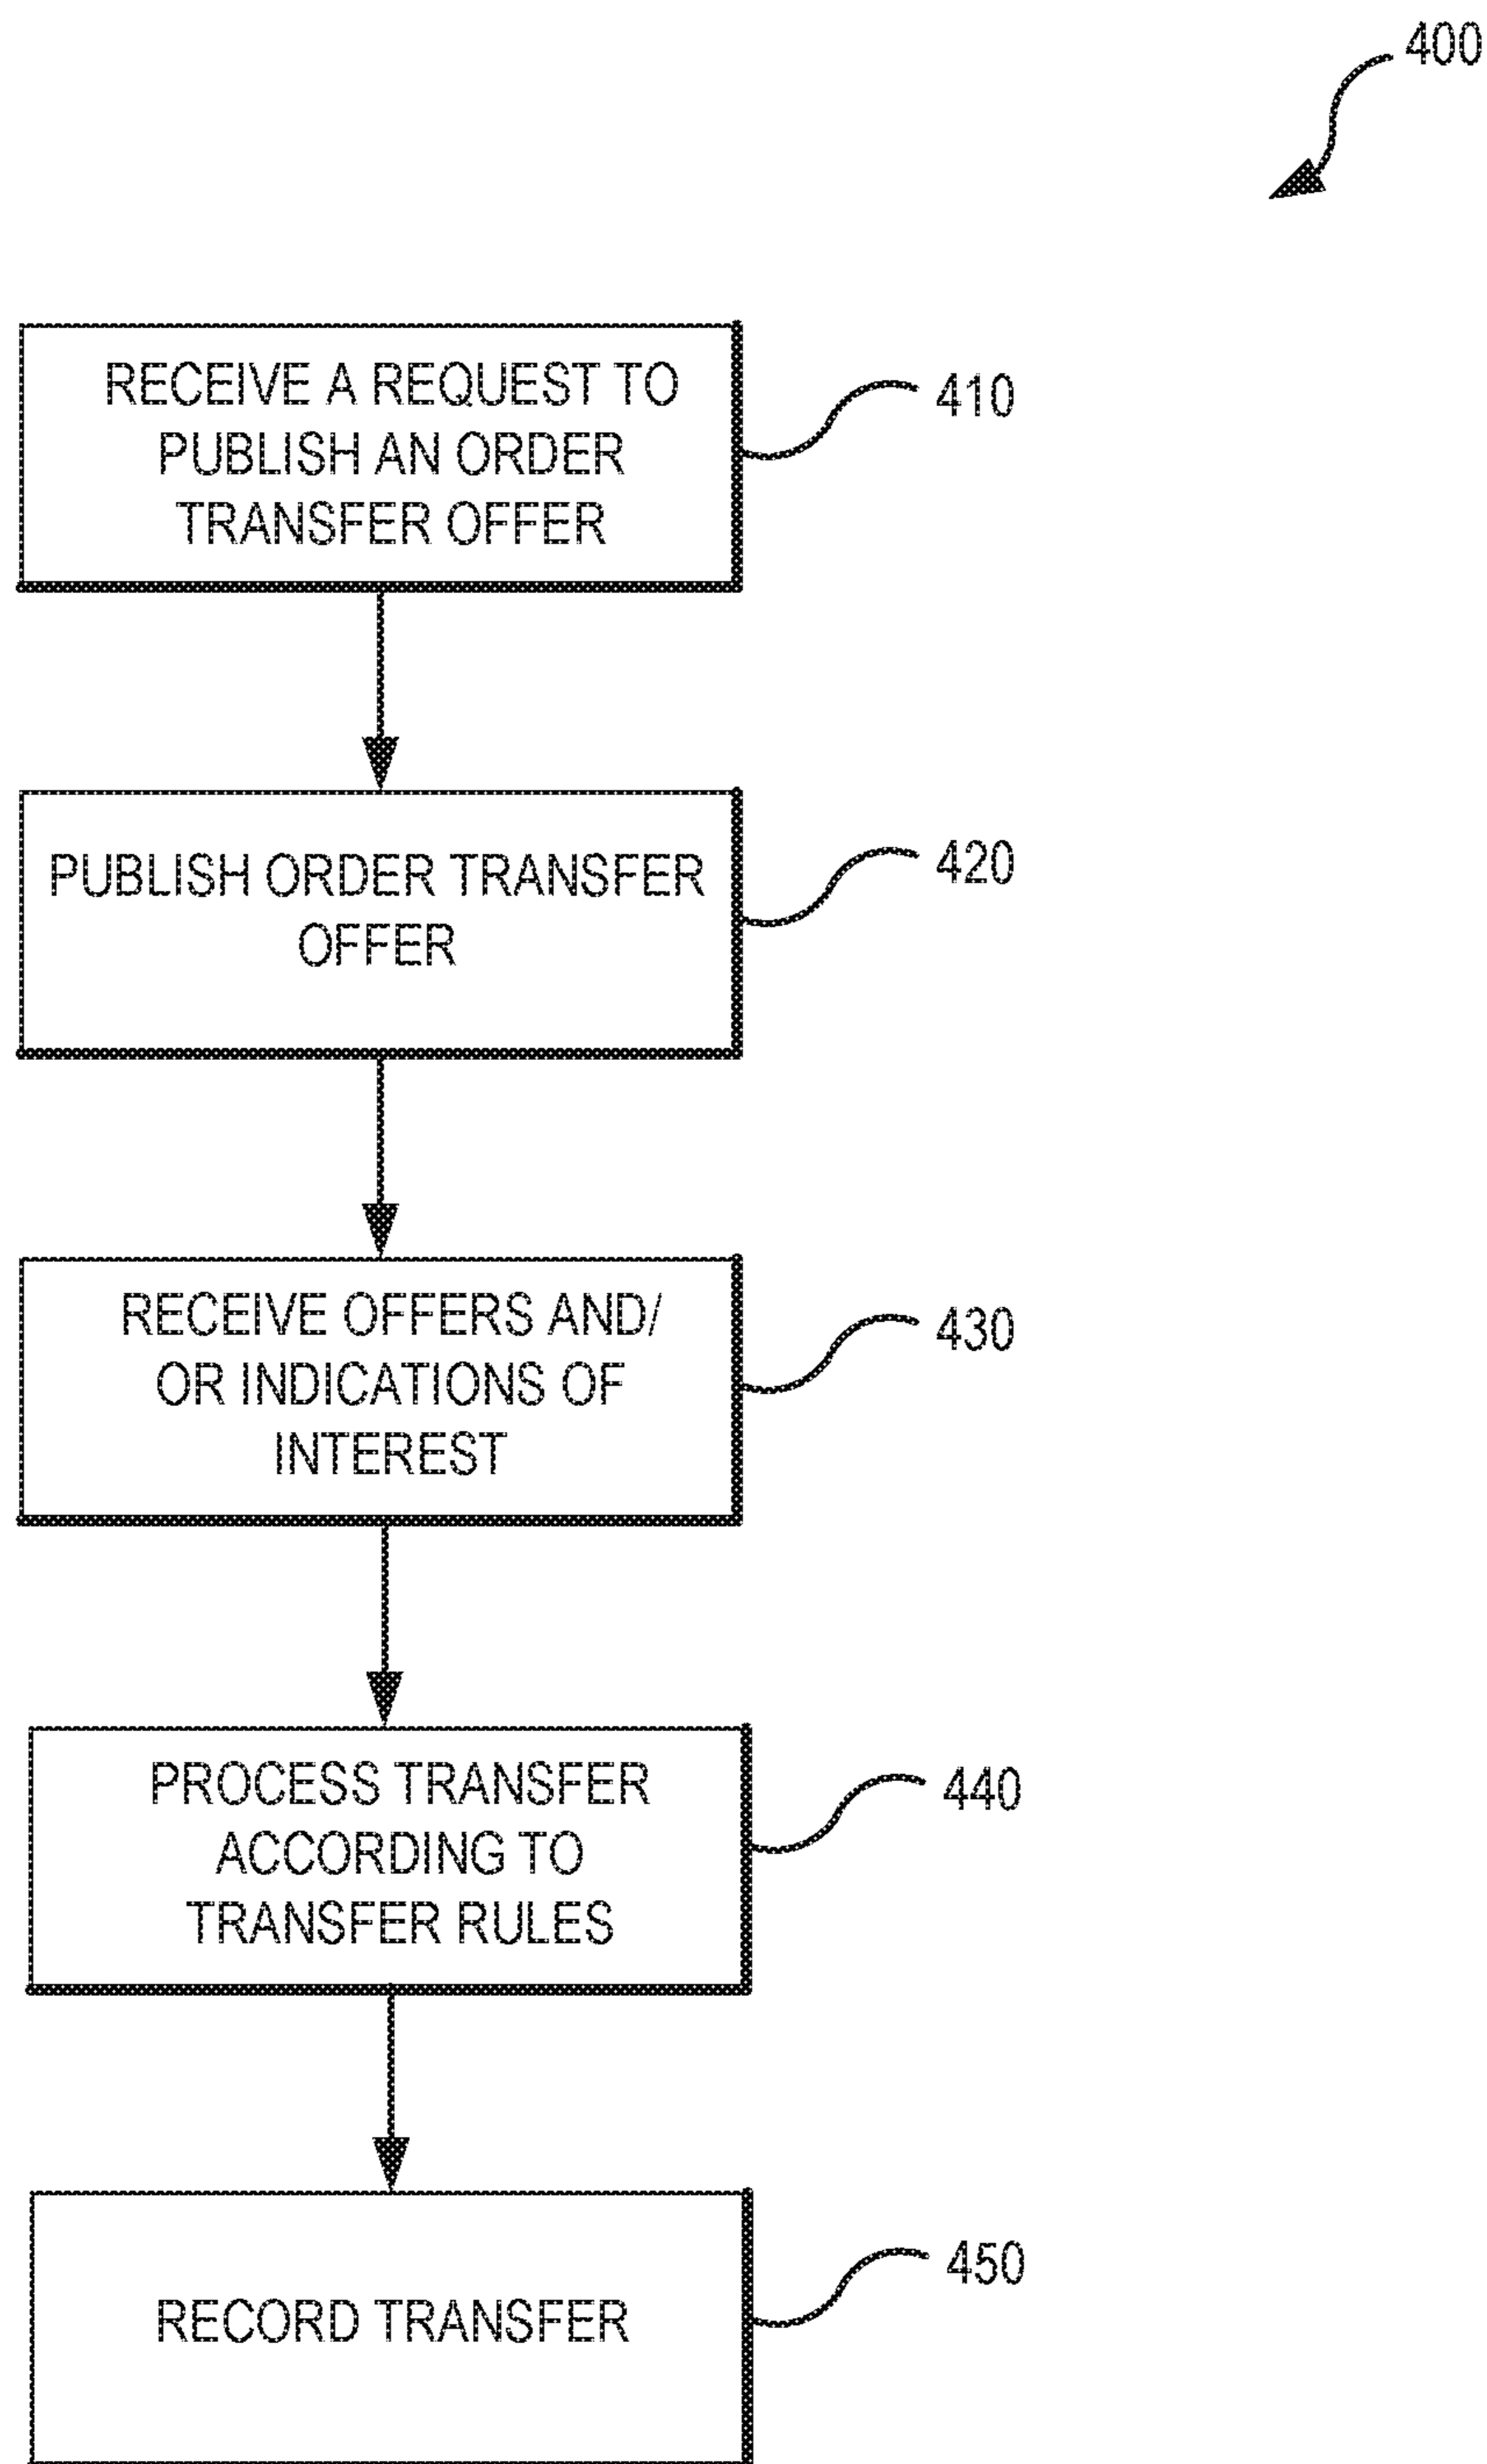 400
RECEIVE A REQUEST TO
PUBLISH AN ORDER
TRANSFER OFFER
410
PUBLISH ORDER TRANSFER
OFFER
420
RECEIVE OFFERS AND/
OR INDICATIONS OF
INTEREST
430
PROCESS TRANSFER
ACCORDING TO
TRANSFER RULES
440
RECORD TRANSFER
450